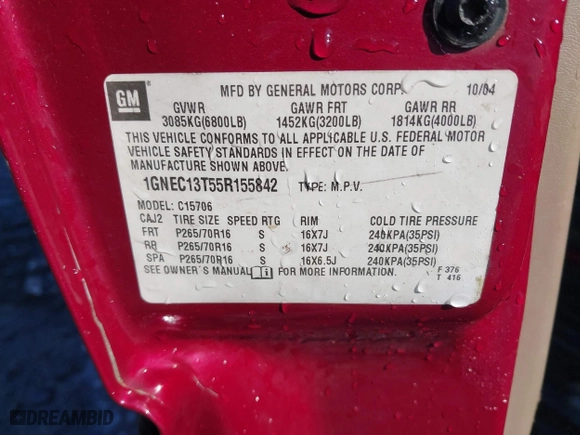 GM
MFD BY GENERAL MOTORS CORP. 10/04
GVWR GAWR FRT GAWR RR
3085KG(6800LB) 1452KG(3200LB) 1814KG(4000LB)
THIS VEHICLE CONFORMS TO ALL APPLICABLE U.S. FEDERAL MOTOR
VEHICLE SAFETY STANDARDS IN EFFECT ON THE DATE OF
MANUFACTURE SHOWN ABOVE.
1GNEC13T55R155842 TYPE: M.P.V.
MODEL: C15706
CAJ2 TIRE SIZE SPEED RTG RIM COLD TIRE PRESSURE
FRT P265/70R16 S 16X7J 240KPA(35PSI)
RR P265/70R16 S 16X7J 240KPA(35PSI)
SPA P265/70R16 S 16X6.5J 240KPA(35PSI)
SEE OWNER'S MANUAL FOR MORE INFORMATION
F 376
T 416
DREAMBID